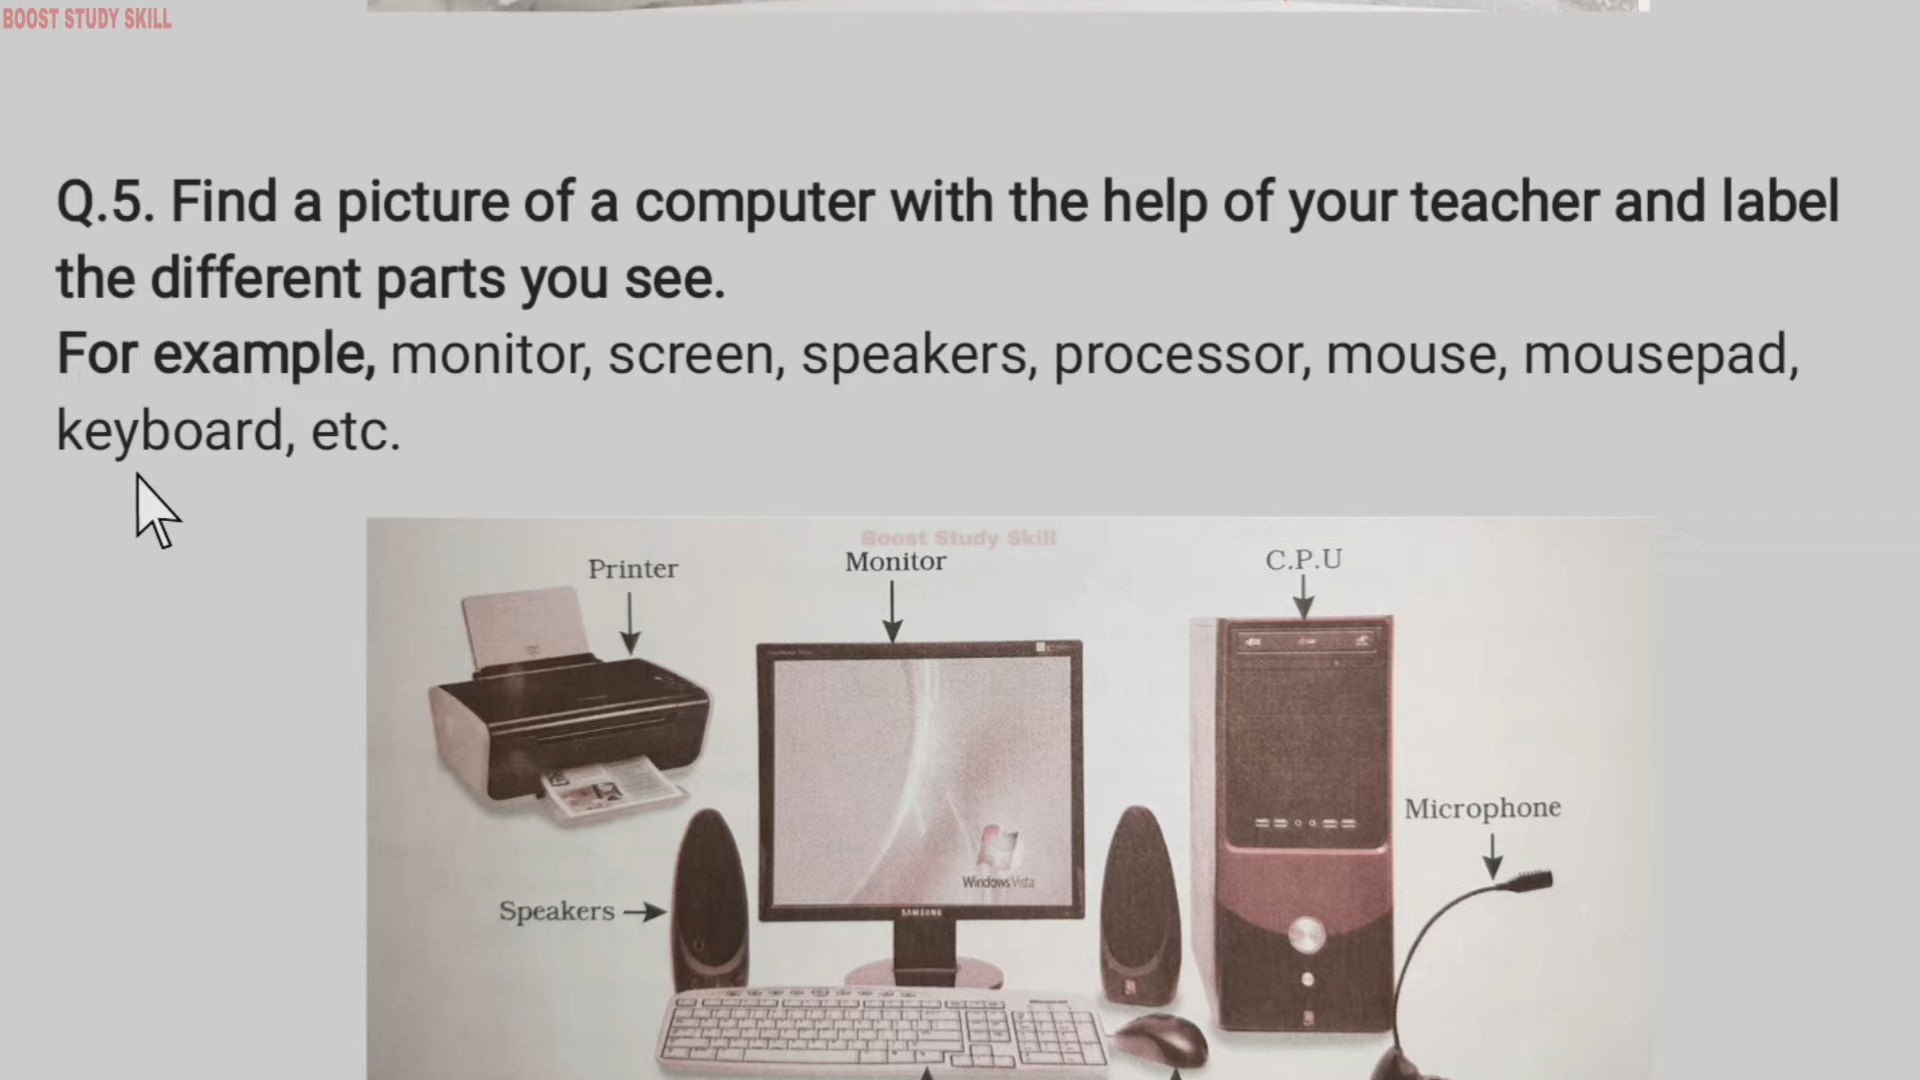 BOOST STUDY SKILL
Q.5. Find a picture of a computer with the help of your teacher and label
the different parts you see.
For example, monitor, screen, speakers, processor, mouse, mousepad,
keyboard, etc.
Boost Study Skill
Printer
Monitor
C.P.U
Microphone
Speakers
Windows Vista
SAMSUNG